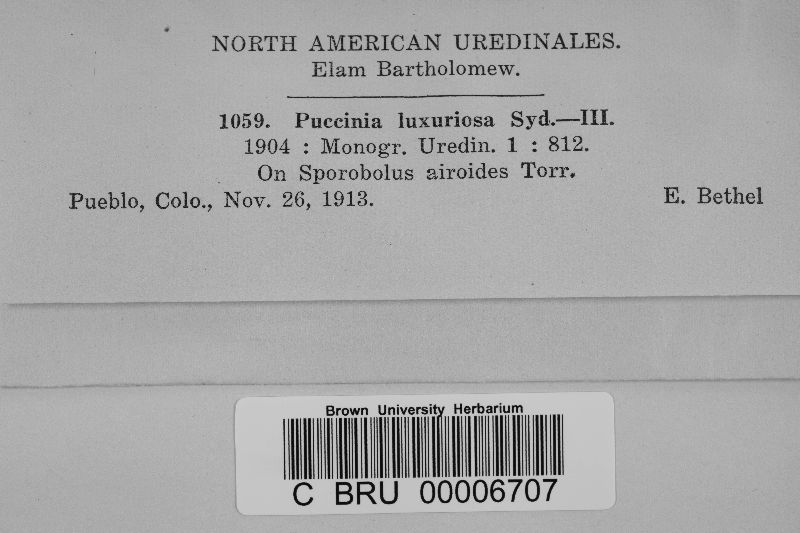 NORTH AMERICAN UREDINALES.
Elam Bartholomew.
1059. Puccinia luxuriosa Syd.—III.
1904 : Monogr. Uredin. 1 : 812.
On Sporobolus airoides Torr.
Pueblo, Colo., Nov. 26, 1913. E. Bethel
Brown University Herbarium
C BRU 00006707